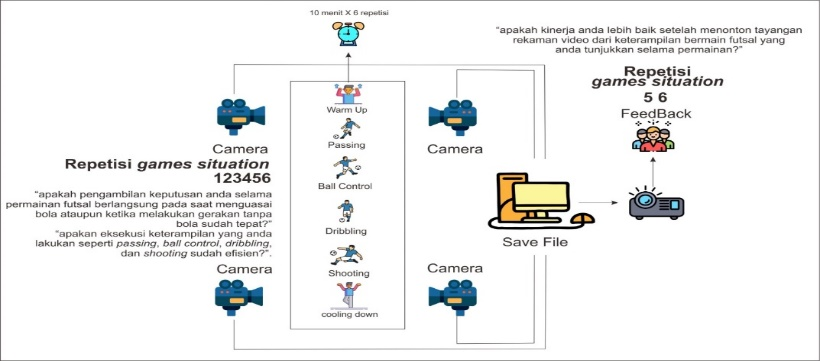 10 menit X 6 repetisi
Camera
Repetisi games situation
123456
“apakah pengambilan keputusan anda selama
permainan futsal berlangsung pada saat menguasai
bola ataupun ketika melakukan gerakan tanpa
bola sudah tepat?”
“apakah eksekusi keterampilan yang anda
lakukan seperti passing, ball control, dribbling,
dan shooting sudah efisien?”.
Camera
Warm Up
Passing
Ball Control
Dribbling
Shooting
cooling down
Camera
Camera
Save File
“apakah kinerja anda lebih baik setelah menonton tayangan
rekaman video dari keterampilan bermain futsal yang
anda tunjukkan selama permainan?”
Repetisi
games situation
5 6
FeedBack